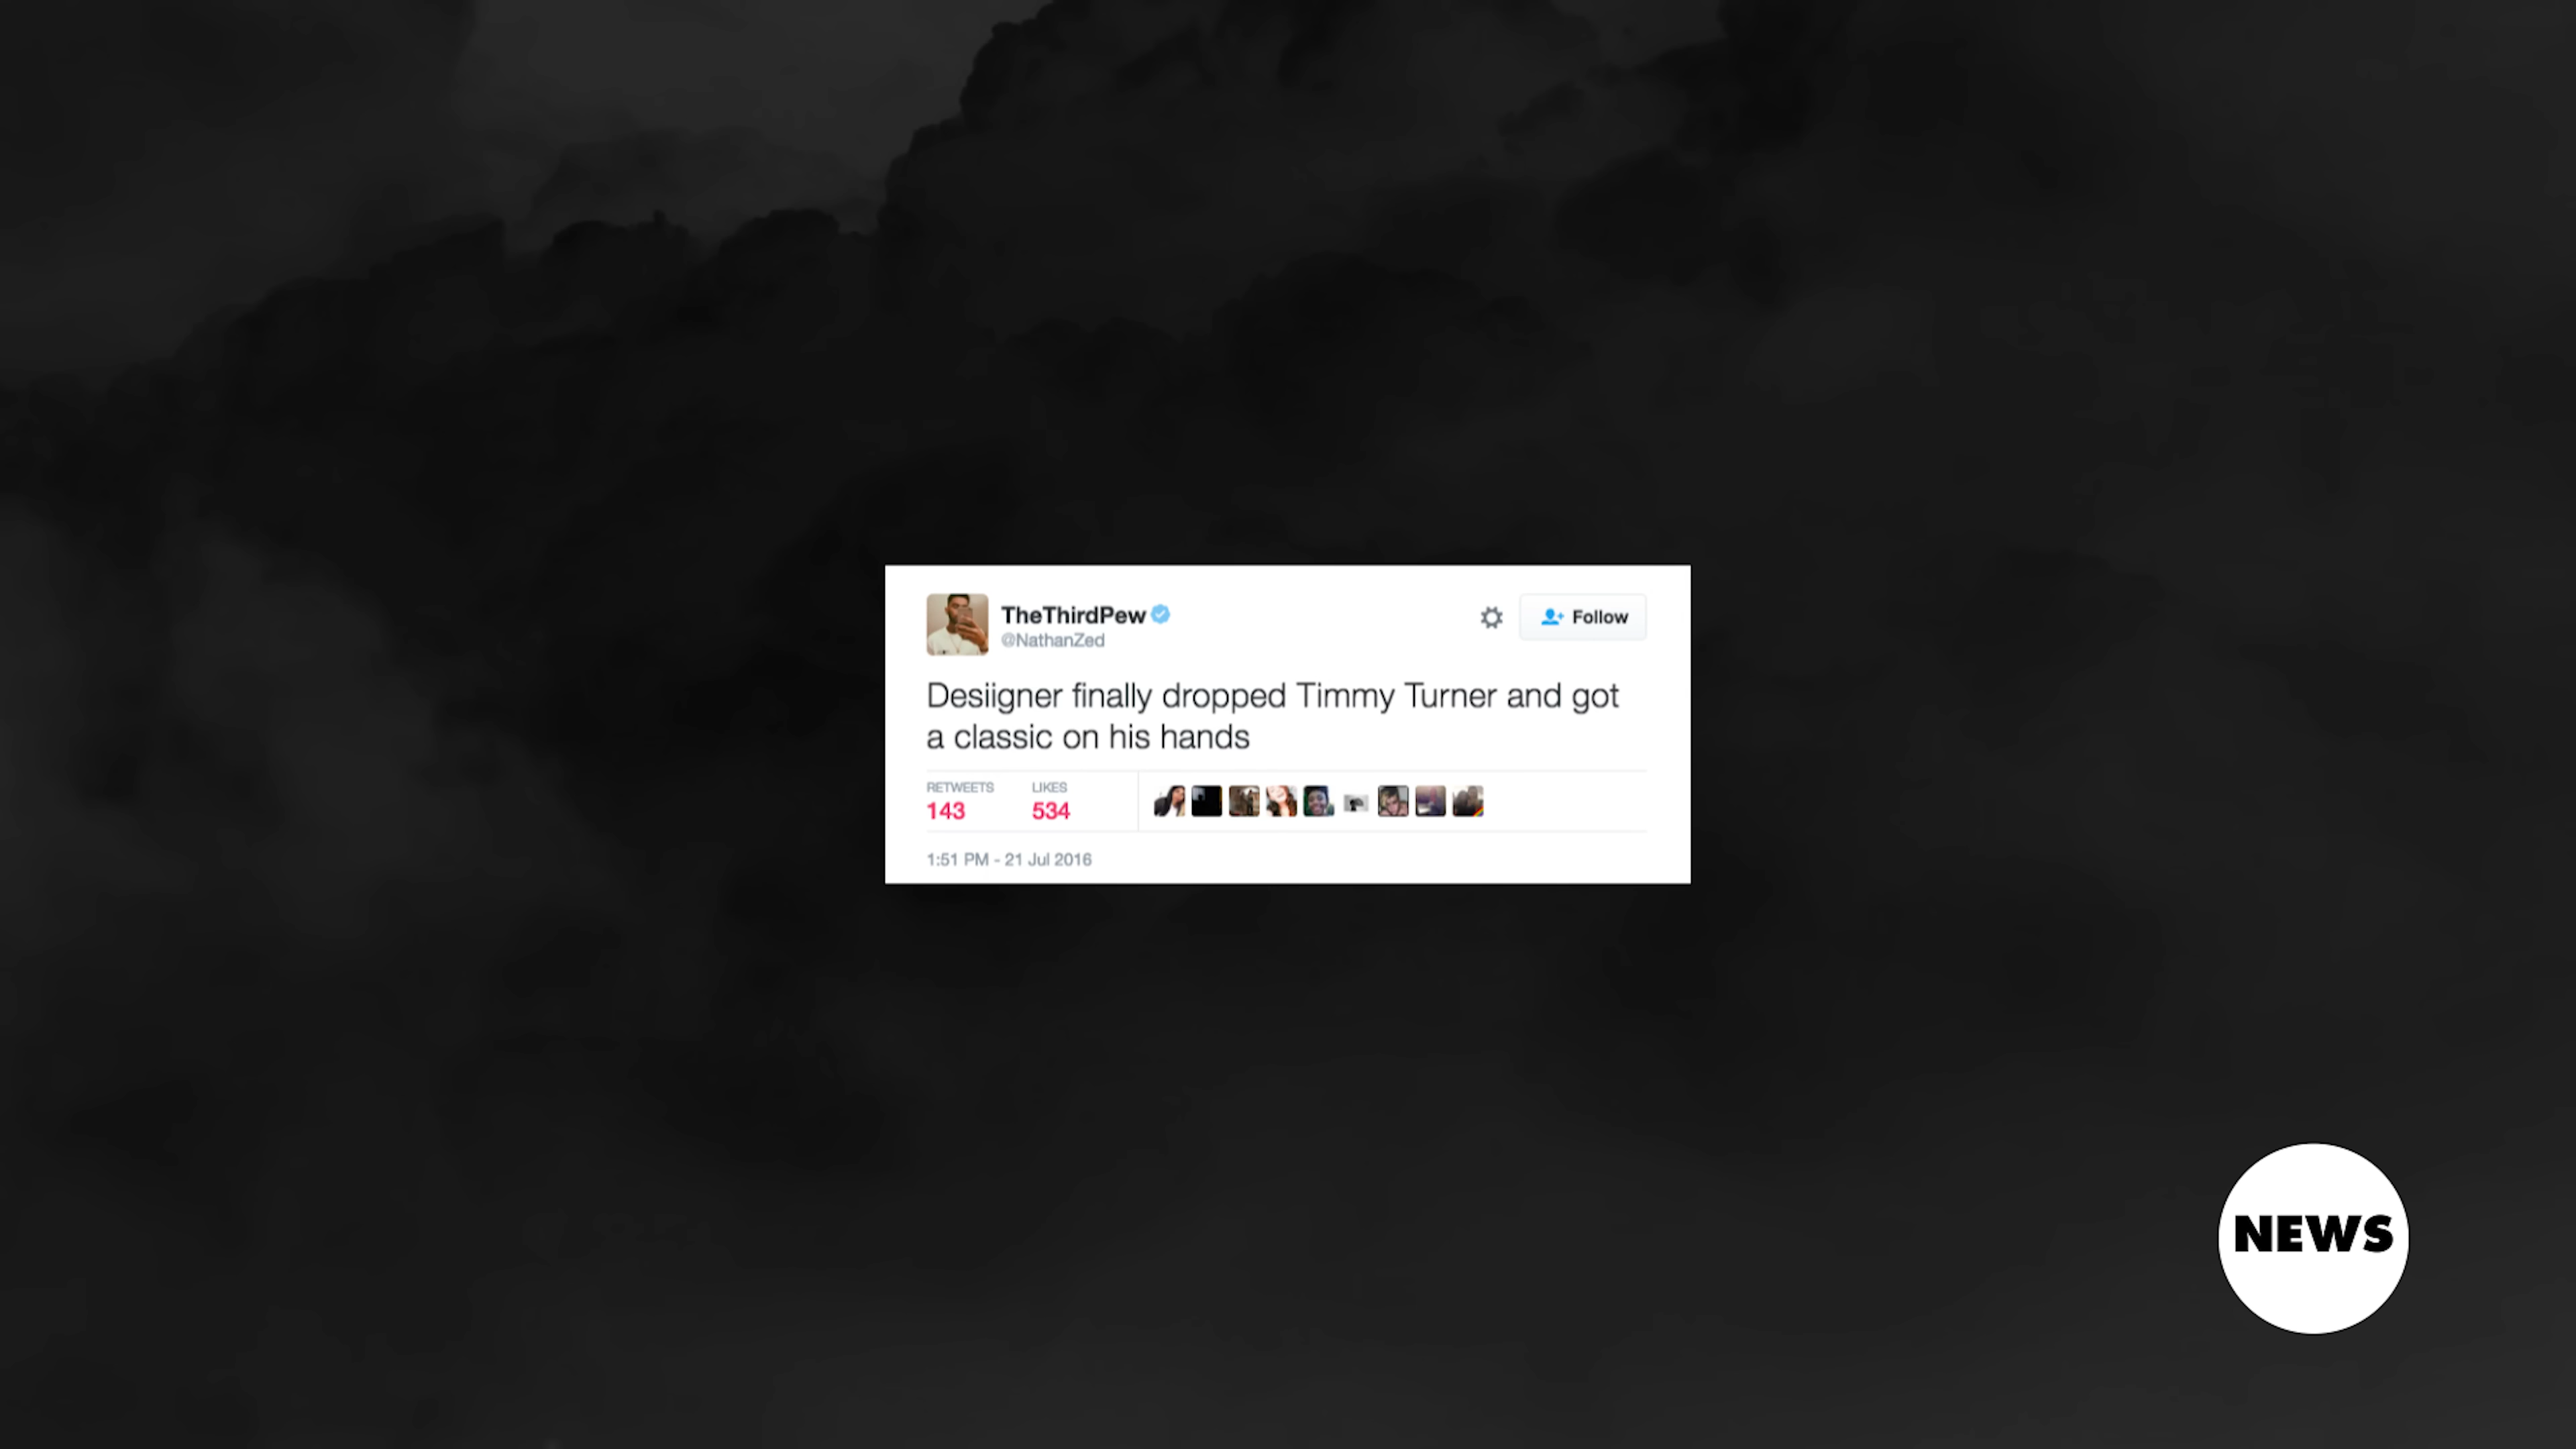 TheThirdPew
@NathanZed
Follow
Desiigner finally dropped Timmy Turner and got
a classic on his hands
RETWEETS LIKES
143 534
1:51 PM - 21 Jul 2016
NEWS